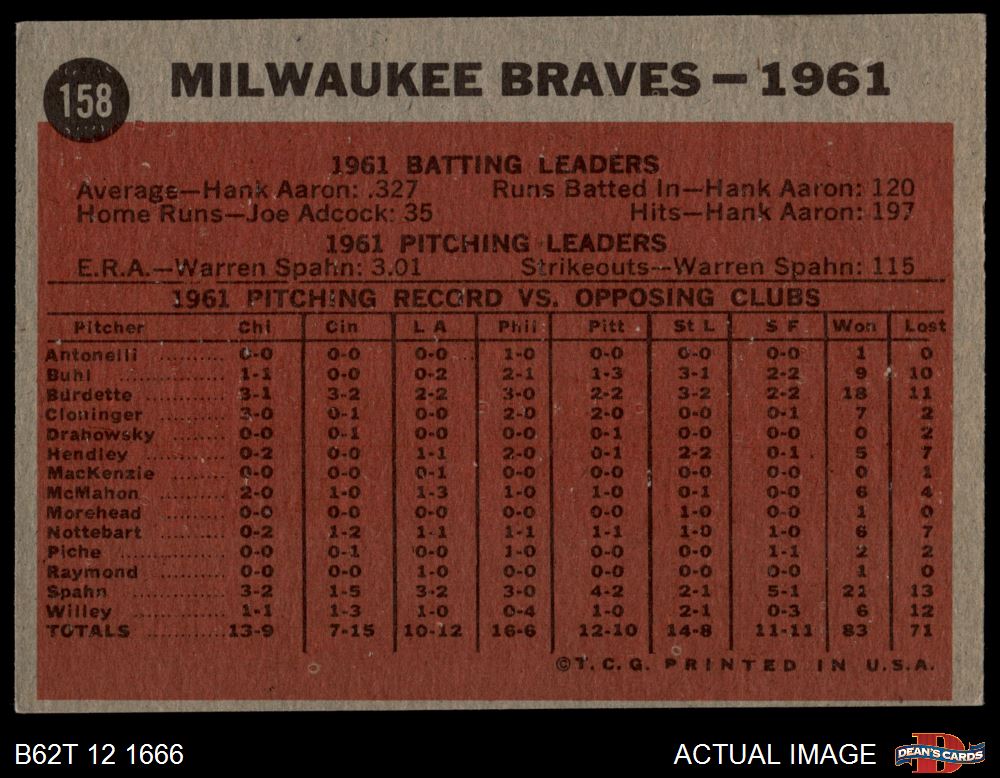 158
MILWAUKEE BRAVES — 1961
1961 BATTING LEADERS
Average—Hank Aaron: .327 Runs Batted In—Hank Aaron: 120
Home Runs—Joe Adcock: 35 Hits—Hank Aaron: 197
1961 PITCHING LEADERS
E.R.A.—Warren Spahn: 3.01 Strikeouts—Warren Spahn: 115
1961 PITCHING RECORD VS. OPPOSING CLUBS
Pitcher Chi Cin L A Phil Pitt St L S F Won Lost
Antonelli .......... 0-0 0-0 0-0 1-0 0-0 0-0 0-0 1 0
Buhl ................ 1-1 0-0 0-2 2-1 1-3 3-1 2-2 9 10
Burdette .......... 3-1 3-2 2-2 3-0 2-2 3-2 2-2 18 11
Cloninger ........ 3-0 0-1 0-0 2-0 2-0 0-0 0-1 7 2
Drabowsky ........ 0-0 0-1 0-0 0-0 0-1 0-0 0-0 0 2
Hendley .......... 0-2 0-0 1-1 2-0 0-1 2-2 0-1 5 7
MacKenzie ........ 0-0 0-0 0-1 0-0 0-0 0-0 0-0 0 1
McMahon .......... 2-0 1-0 1-3 1-0 1-0 0-1 0-0 6 4
Morehead .......... 0-0 0-0 0-0 0-0 0-0 1-0 0-0 1 0
Nottebart .......... 0-2 1-2 1-1 1-1 1-1 1-0 1-0 6 7
Piche ................ 0-0 0-1 0-0 1-0 0-0 0-0 1-1 2 2
Raymond .......... 0-0 0-0 1-0 0-0 0-0 0-0 0-0 1 0
Spahn .............. 3-2 1-5 3-2 3-0 4-2 2-1 5-1 21 13
Willey .............. 1-1 1-3 1-0 0-4 1-0 2-1 0-3 6 12
TOTALS .......... 13-9 7-15 10-12 16-6 12-10 14-8 11-11 83 71
©T.C.G. PRINTED IN U.S.A.
B62T 12 1666 ACTUAL IMAGE
DEAN'S CARDS